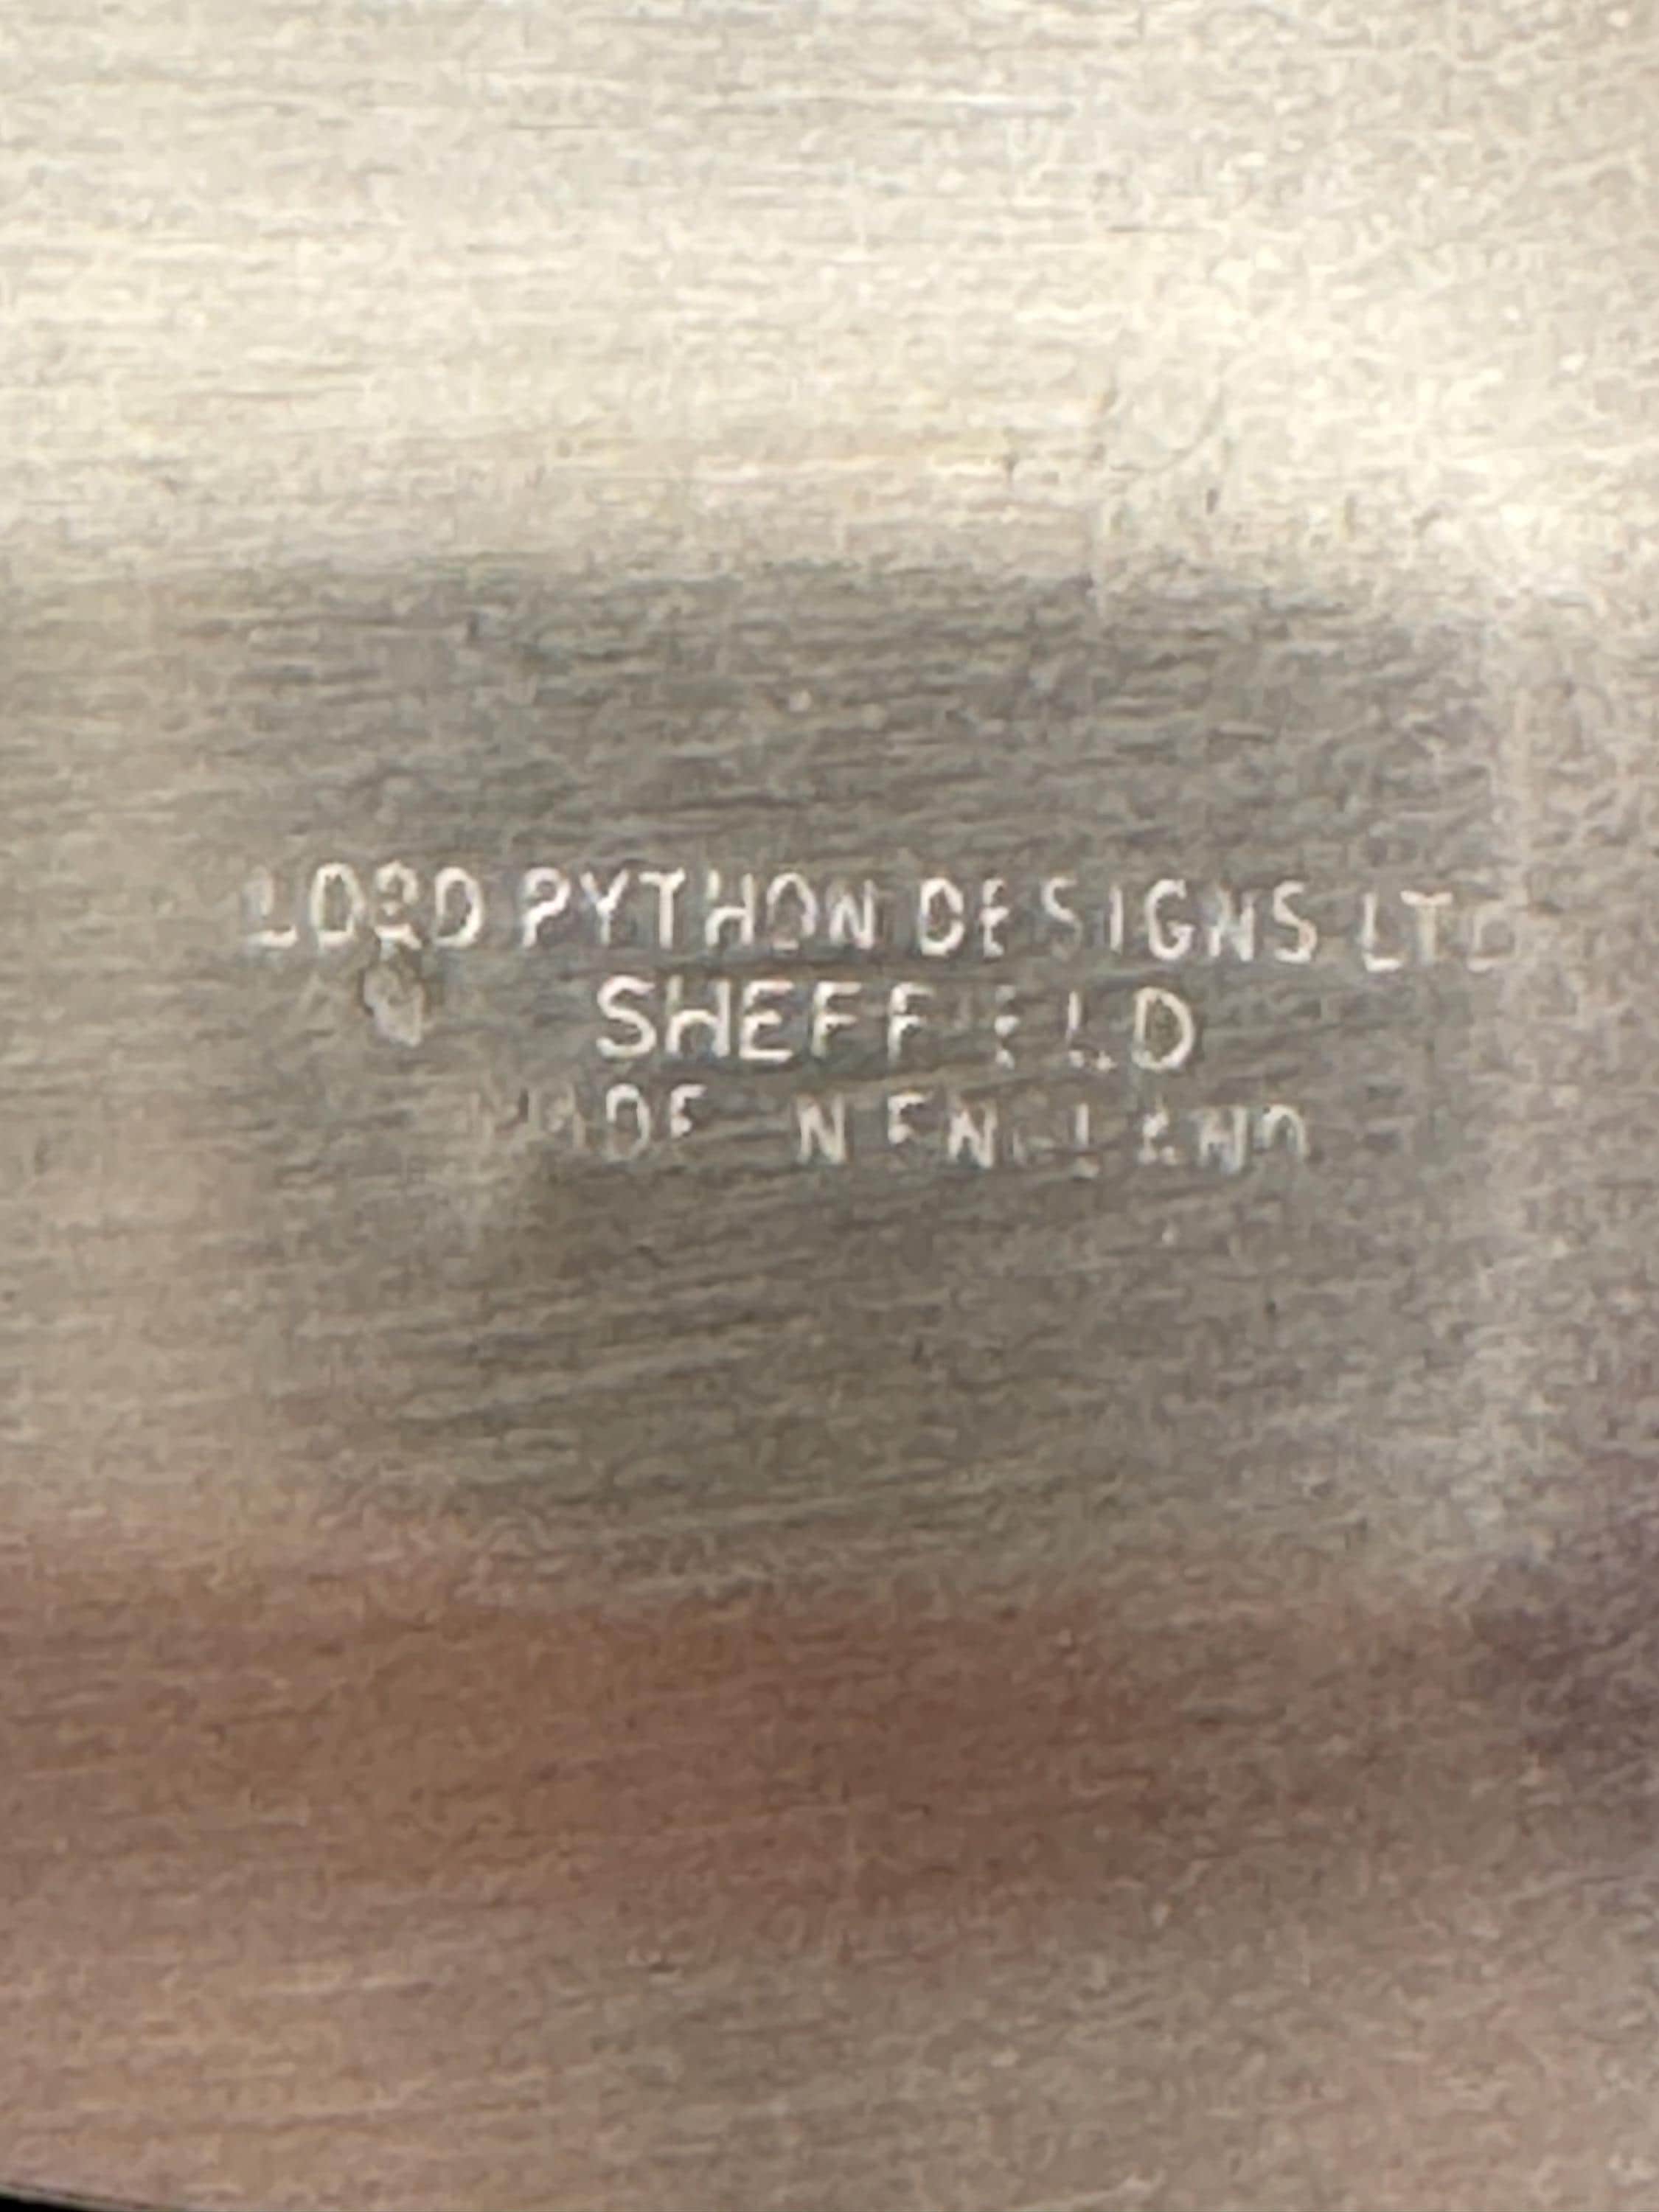 LORD PYTHON DESIGNS LTD
SHEFFIELD
MADE IN ENGLAND